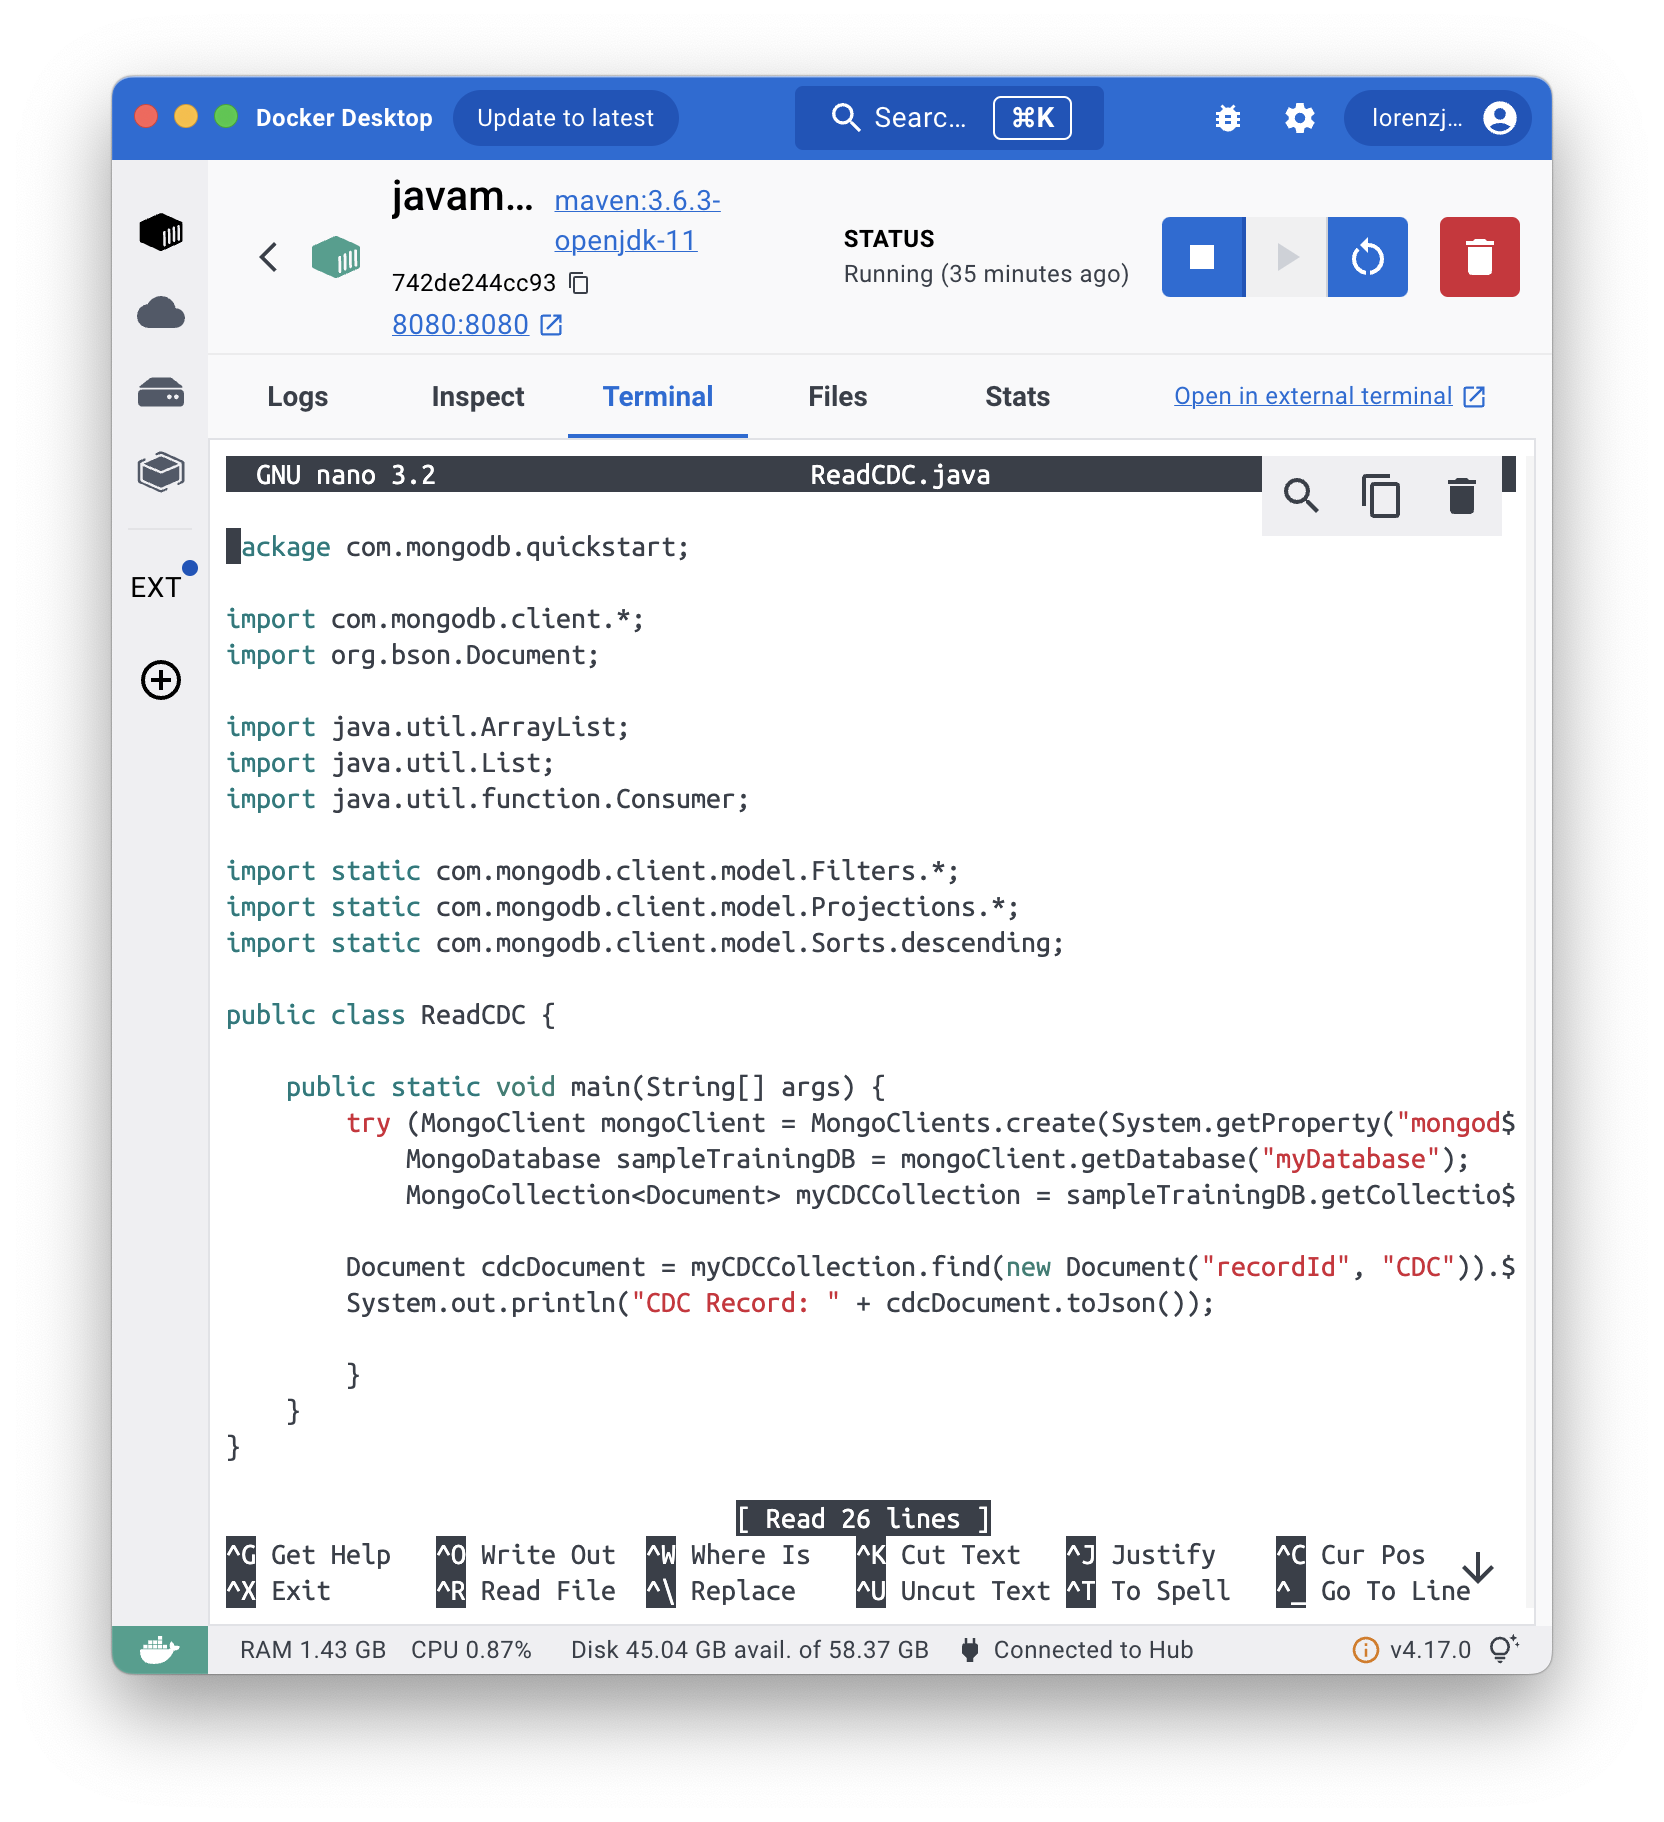 Docker Desktop Update to latest Searc... ⌘K lorenzj...
javam... maven:3.6.3-
openjdk-11
742de244cc93
8080:8080
STATUS
Running (35 minutes ago)
Logs Inspect Terminal Files Stats Open in external terminal
EXT
GNU nano 3.2 ReadCDC.java
ackage com.mongodb.quickstart;
import com.mongodb.client.*;
import org.bson.Document;
import java.util.ArrayList;
import java.util.List;
import java.util.function.Consumer;
import static com.mongodb.client.model.Filters.*;
import static com.mongodb.client.model.Projections.*;
import static com.mongodb.client.model.Sorts.descending;
public class ReadCDC {
public static void main(String[] args) {
try (MongoClient mongoClient = MongoClients.create(System.getProperty("mongod$
MongoDatabase sampleTrainingDB = mongoClient.getDatabase("myDatabase");
MongoCollection<Document> myCDCCollection = sampleTrainingDB.getCollectio$
Document cdcDocument = myCDCCollection.find(new Document("recordId", "CDC")).$
System.out.println("CDC Record: " + cdcDocument.toJson());
}
}
}
[ Read 26 lines ]
^G Get Help ^O Write Out ^W Where Is ^K Cut Text ^J Justify ^C Cur Pos
^X Exit ^R Read File ^\ Replace ^U Uncut Text ^T To Spell ^_ Go To Line
RAM 1.43 GB CPU 0.87% Disk 45.04 GB avail. of 58.37 GB Connected to Hub v4.17.0